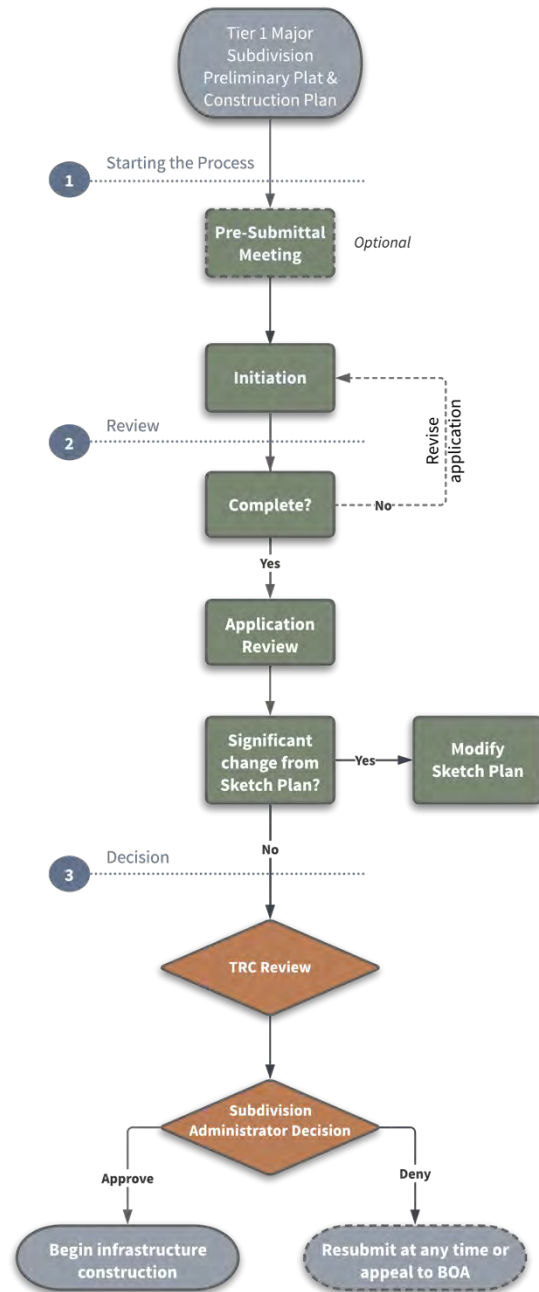 Tier 1 Major
Subdivision
Preliminary Plat &
Construction Plan
Starting the Process
1
Pre-Submittal
Meeting
Optional
Initiation
Revise
application
Review
2
Complete?
No
Yes
Application
Review
Significant
change from
Sketch Plan?
Yes
Modify
Sketch Plan
No
Decision
3
TRC Review
Subdivision
Administrator Decision
Approve
Deny
Begin infrastructure
construction
Resubmit at any time or
appeal to BOA